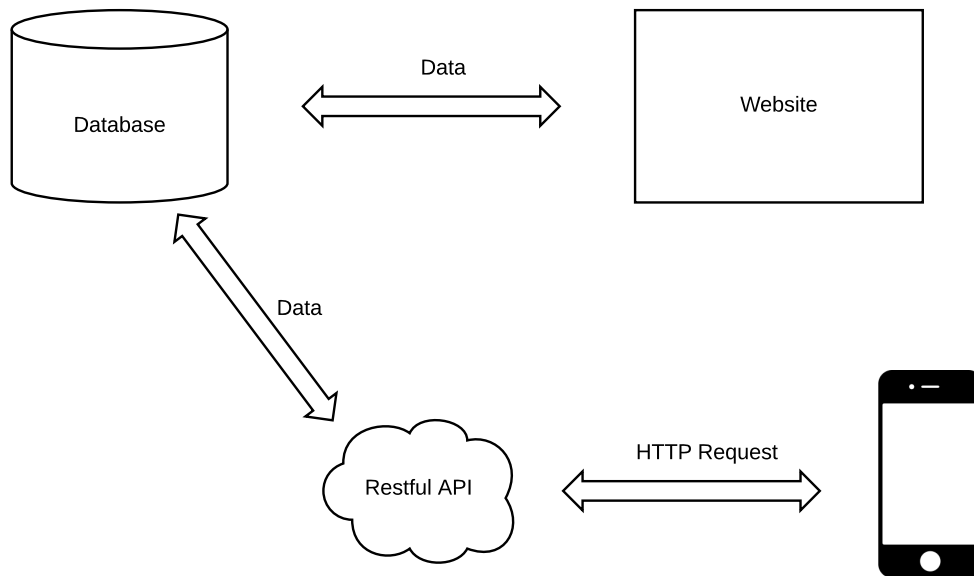 Data
Website
Database
Data
HTTP Request
Restful API